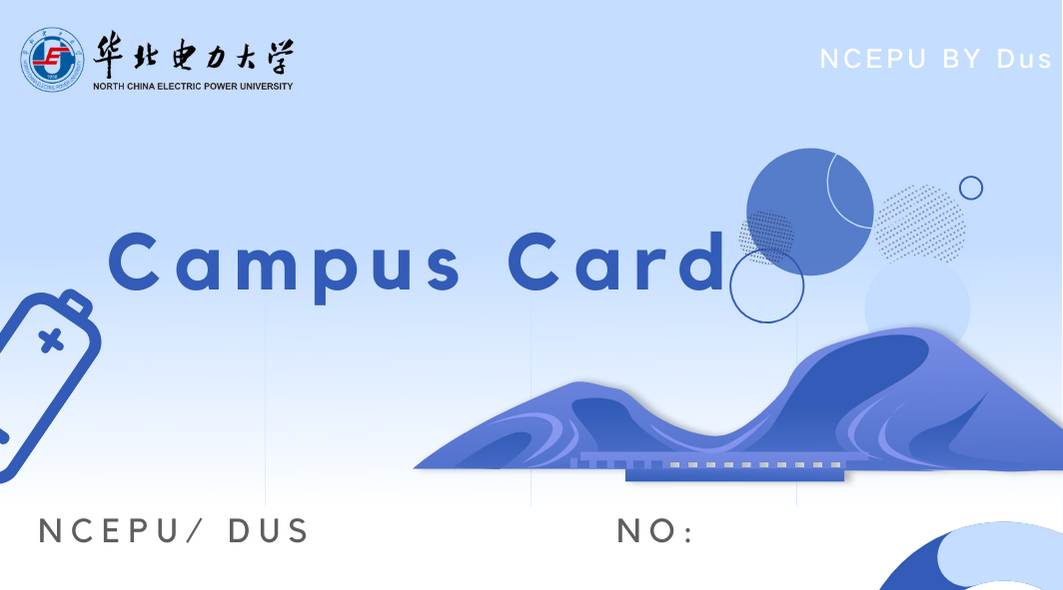 华北电力大学
NORTH CHINA ELECTRIC POWER UNIVERSITY
NCEPU BY Dus
Campus Card
NCEPU/ DUS
NO: